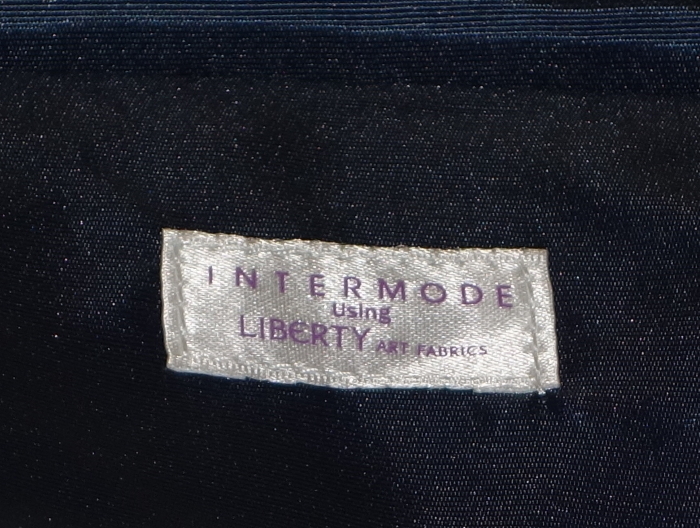 INTERMODE
using
LIBERTY ART FABRICS